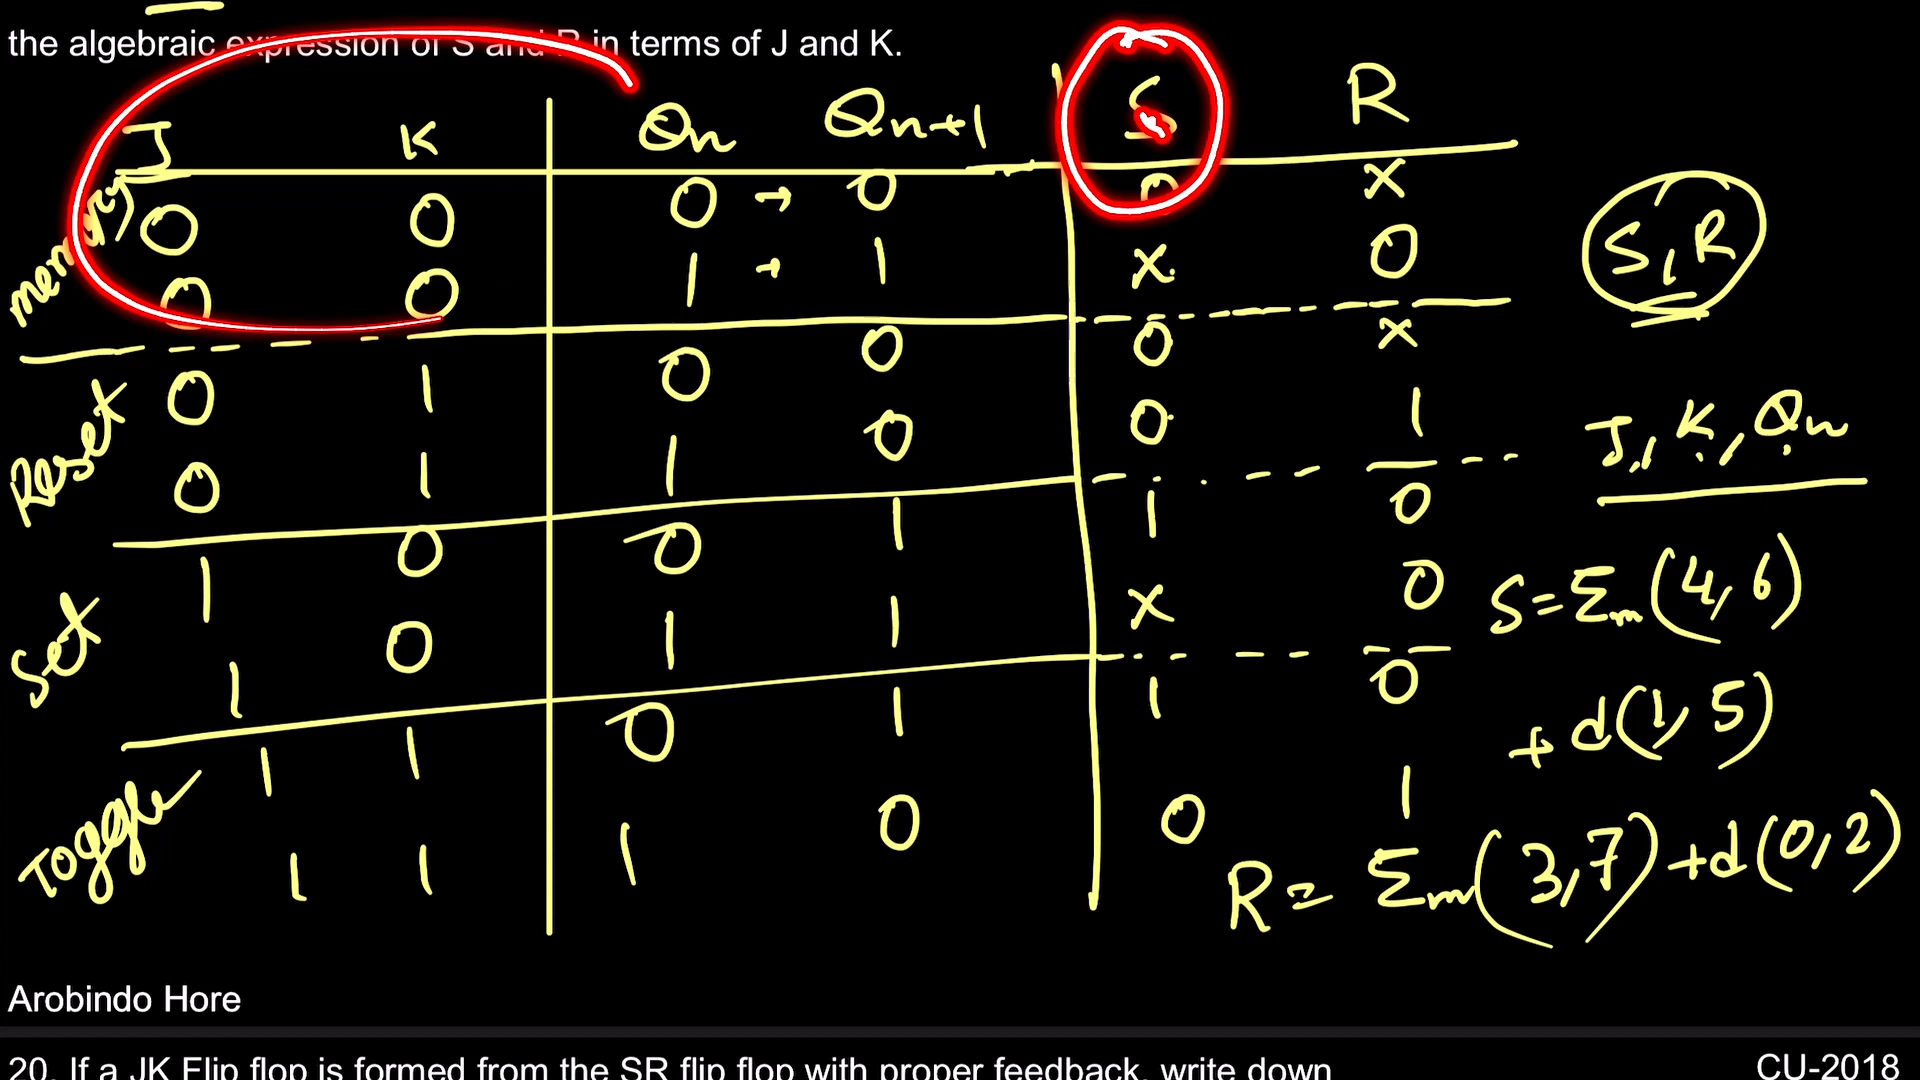 the algebraic expression of S and R in terms of J and K.
J K Qn Qn+1 S R
memory 0 0 0 → 0 0 x
0 0 1 → 1 x 0
S, R
Reset 0 1 0 0 0 x
0 1 1 0 0 1
J, K, Qn
Set 1 0 0 1 1 0
1 0 1 1 x 0
S = Σm (4, 6)
+ d(1, 5)
Toggle 1 1 0 1 1 0
1 1 1 0 0 1
R = Σm (3, 7) + d(0, 2)
Arobindo Hore
20. If a JK Flip flop is formed from the SR flip flop with proper feedback, write down
CU-2018